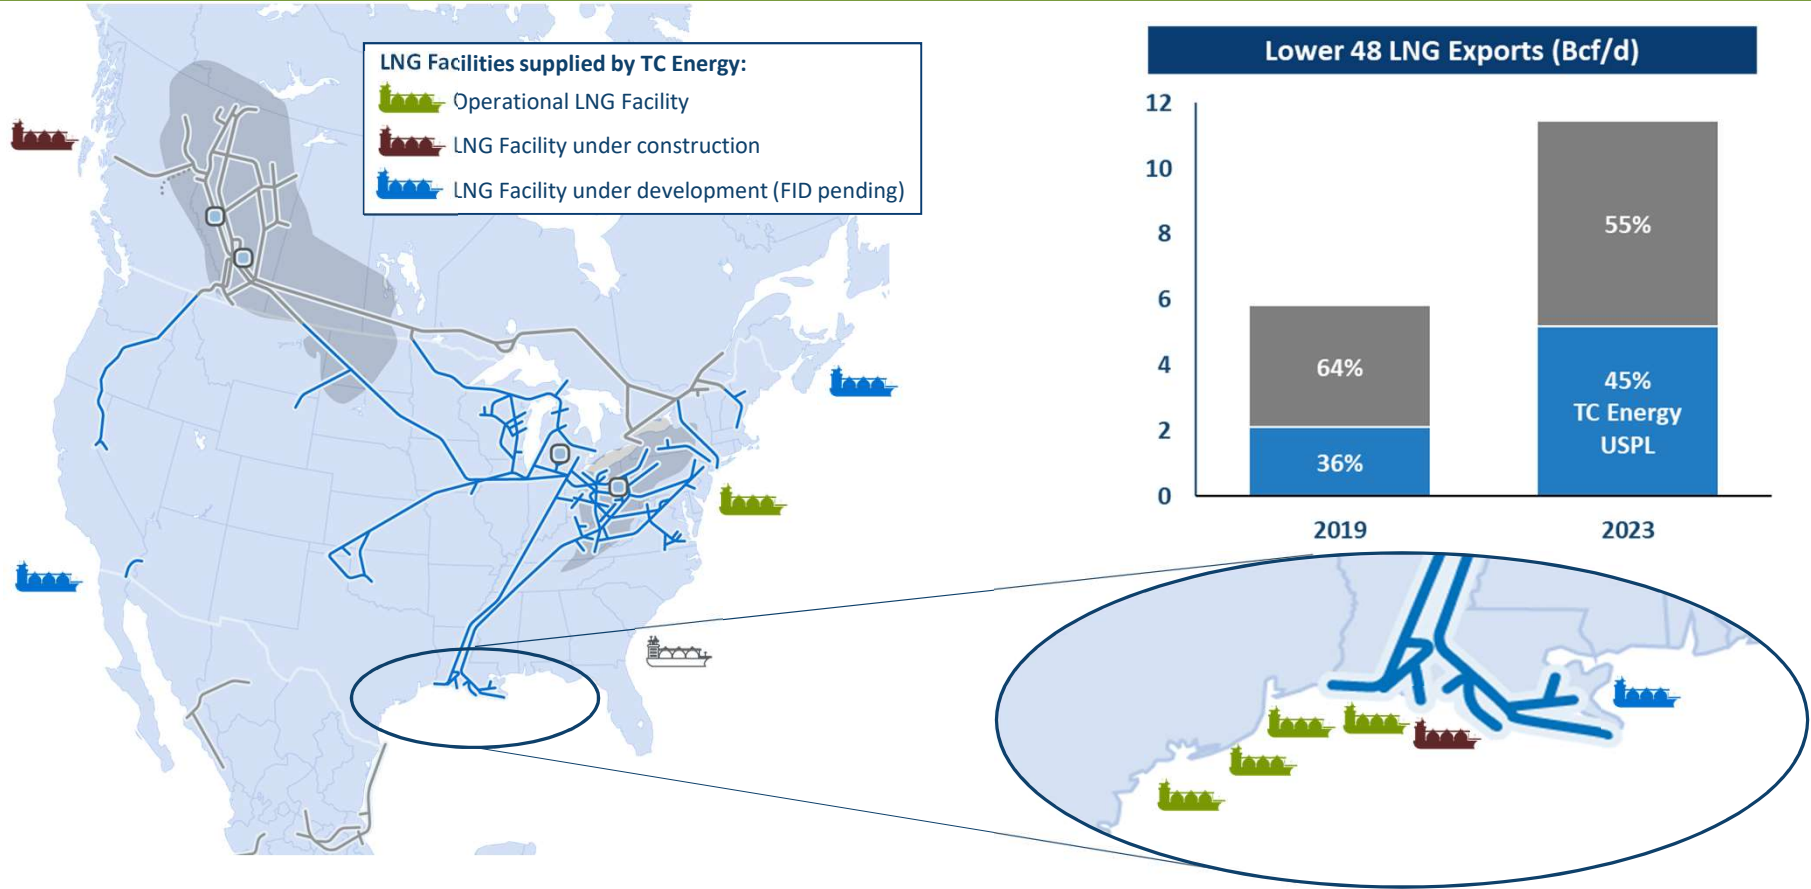 LNG Facilities supplied by TC Energy:
Operational LNG Facility
LNG Facility under construction
LNG Facility under development (FID pending)
Lower 48 LNG Exports (Bcf/d)
12
10
8
6
4
2
0
64%
36%
55%
45%
TC Energy
USPL
2019
2023